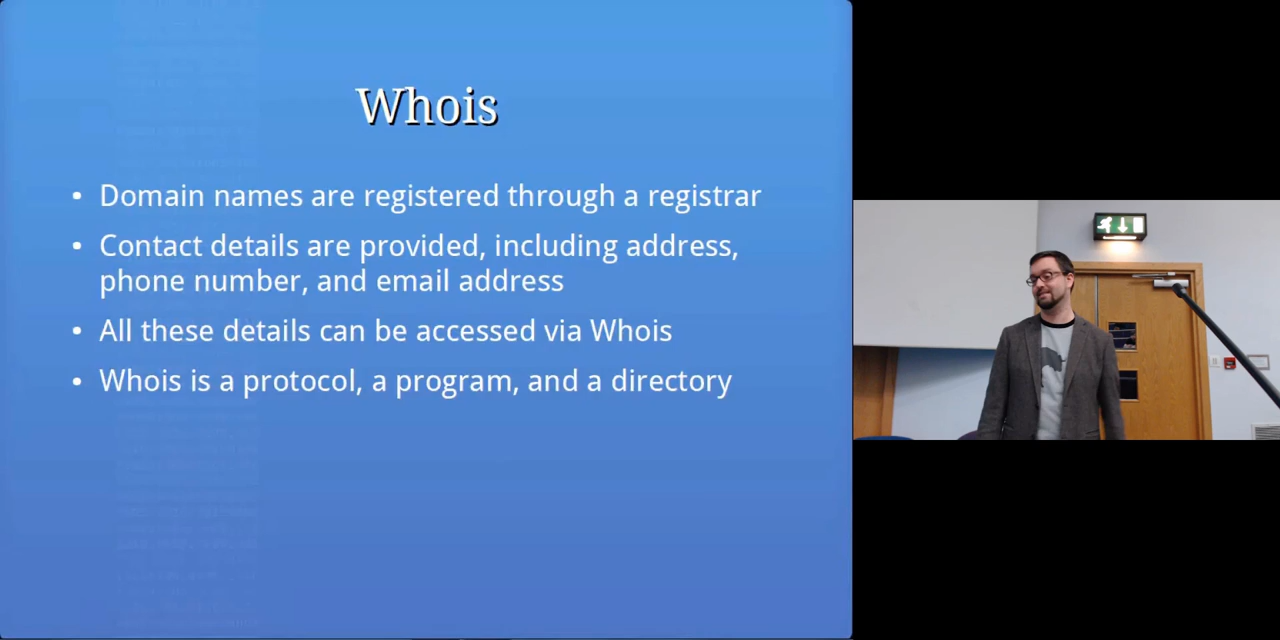 Whois
• Domain names are registered through a registrar
• Contact details are provided, including address,
phone number, and email address
• All these details can be accessed via Whois
• Whois is a protocol, a program, and a directory